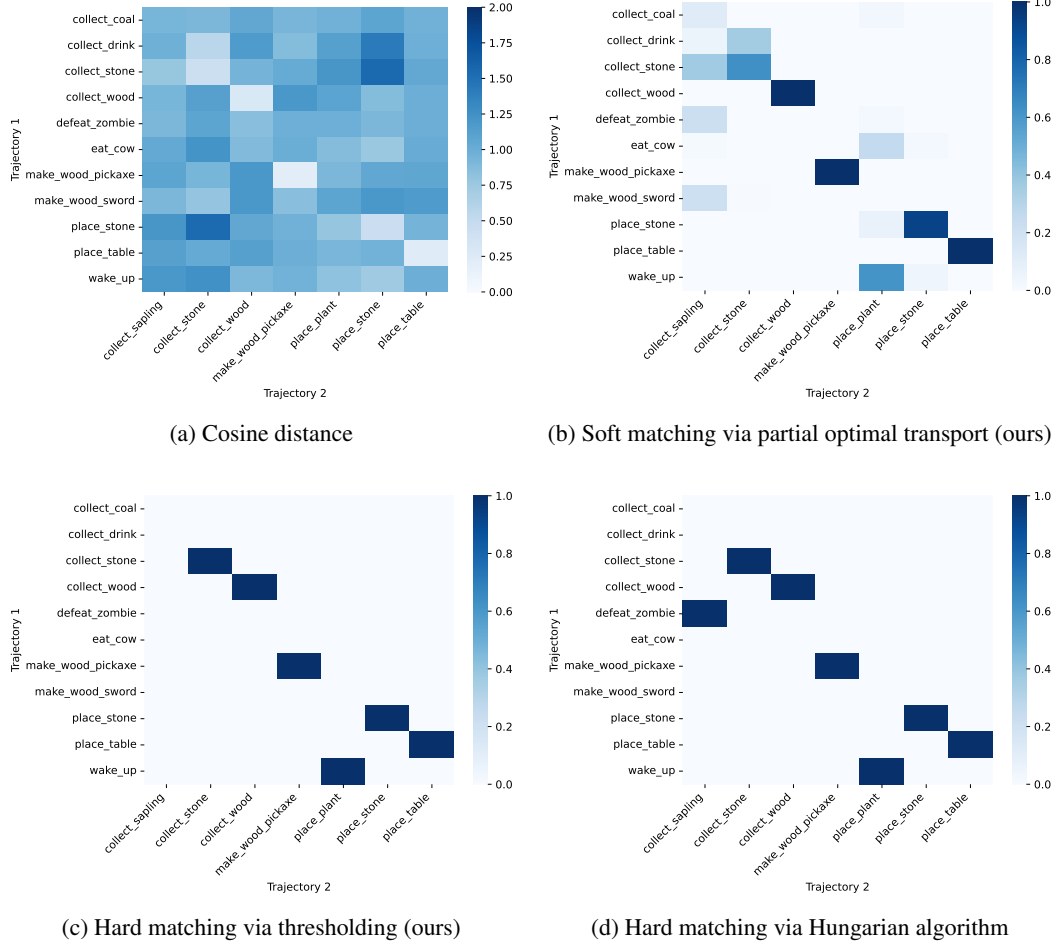 collect_coal
collect_drink
collect_stone
collect_wood
defeat_zombie
eat_cow
make_wood_pickaxe
make_wood_sword
place_stone
place_table
wake_up
Trajectory 1
collect_sapling
collect_stone
collect_wood
make_wood_pickaxe
place_plant
place_stone
place_table
Trajectory 2
2.00
1.75
1.50
1.25
1.00
0.75
0.50
0.25
0.00
(a) Cosine distance
collect_coal
collect_drink
collect_stone
collect_wood
defeat_zombie
eat_cow
make_wood_pickaxe
make_wood_sword
place_stone
place_table
wake_up
Trajectory 1
collect_sapling
collect_stone
collect_wood
make_wood_pickaxe
place_plant
place_stone
place_table
Trajectory 2
1.0
0.8
0.6
0.4
0.2
0.0
(b) Soft matching via partial optimal transport (ours)
collect_coal
collect_drink
collect_stone
collect_wood
defeat_zombie
eat_cow
make_wood_pickaxe
make_wood_sword
place_stone
place_table
wake_up
Trajectory 1
collect_sapling
collect_stone
collect_wood
make_wood_pickaxe
place_plant
place_stone
place_table
Trajectory 2
1.0
0.8
0.6
0.4
0.2
0.0
(c) Hard matching via thresholding (ours)
collect_coal
collect_drink
collect_stone
collect_wood
defeat_zombie
eat_cow
make_wood_pickaxe
make_wood_sword
place_stone
place_table
wake_up
Trajectory 1
collect_sapling
collect_stone
collect_wood
make_wood_pickaxe
place_plant
place_stone
place_table
Trajectory 2
1.0
0.8
0.6
0.4
0.2
0.0
(d) Hard matching via Hungarian algorithm